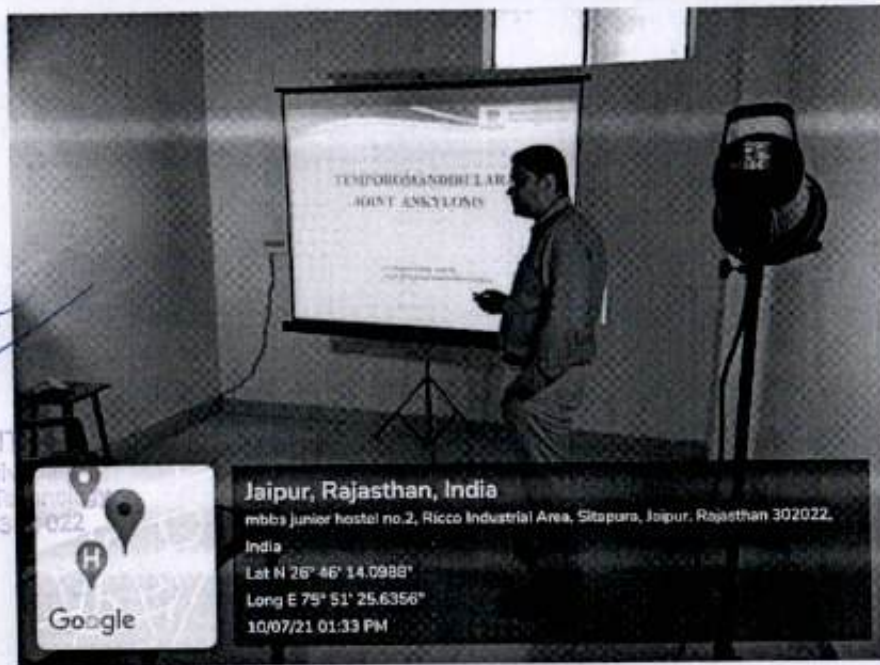 TEMPOROMANDIBULAR
JOINT ANKYLOSIS
Jaipur, Rajasthan, India
mbbs junior hostel no.2, Ricco Industrial Area, Sitapura, Jaipur, Rajasthan 302022,
India
Lat N 26° 46' 14.0988"
Long E 75° 51' 25.6356"
10/07/21 01:33 PM
H
Google
022